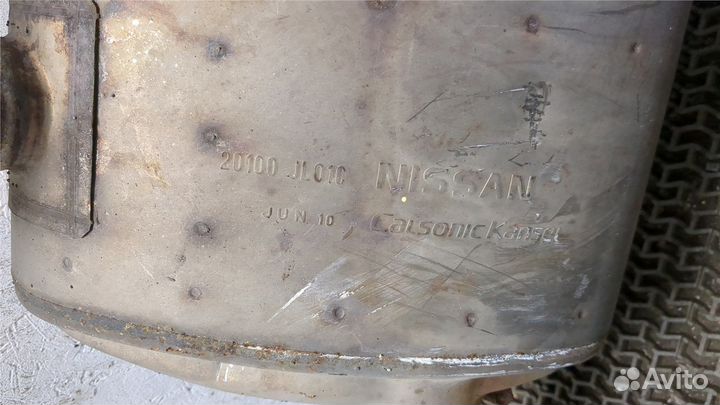 20100 JL01C NISSAN
JUN.10 CalsonicKansei
Avito